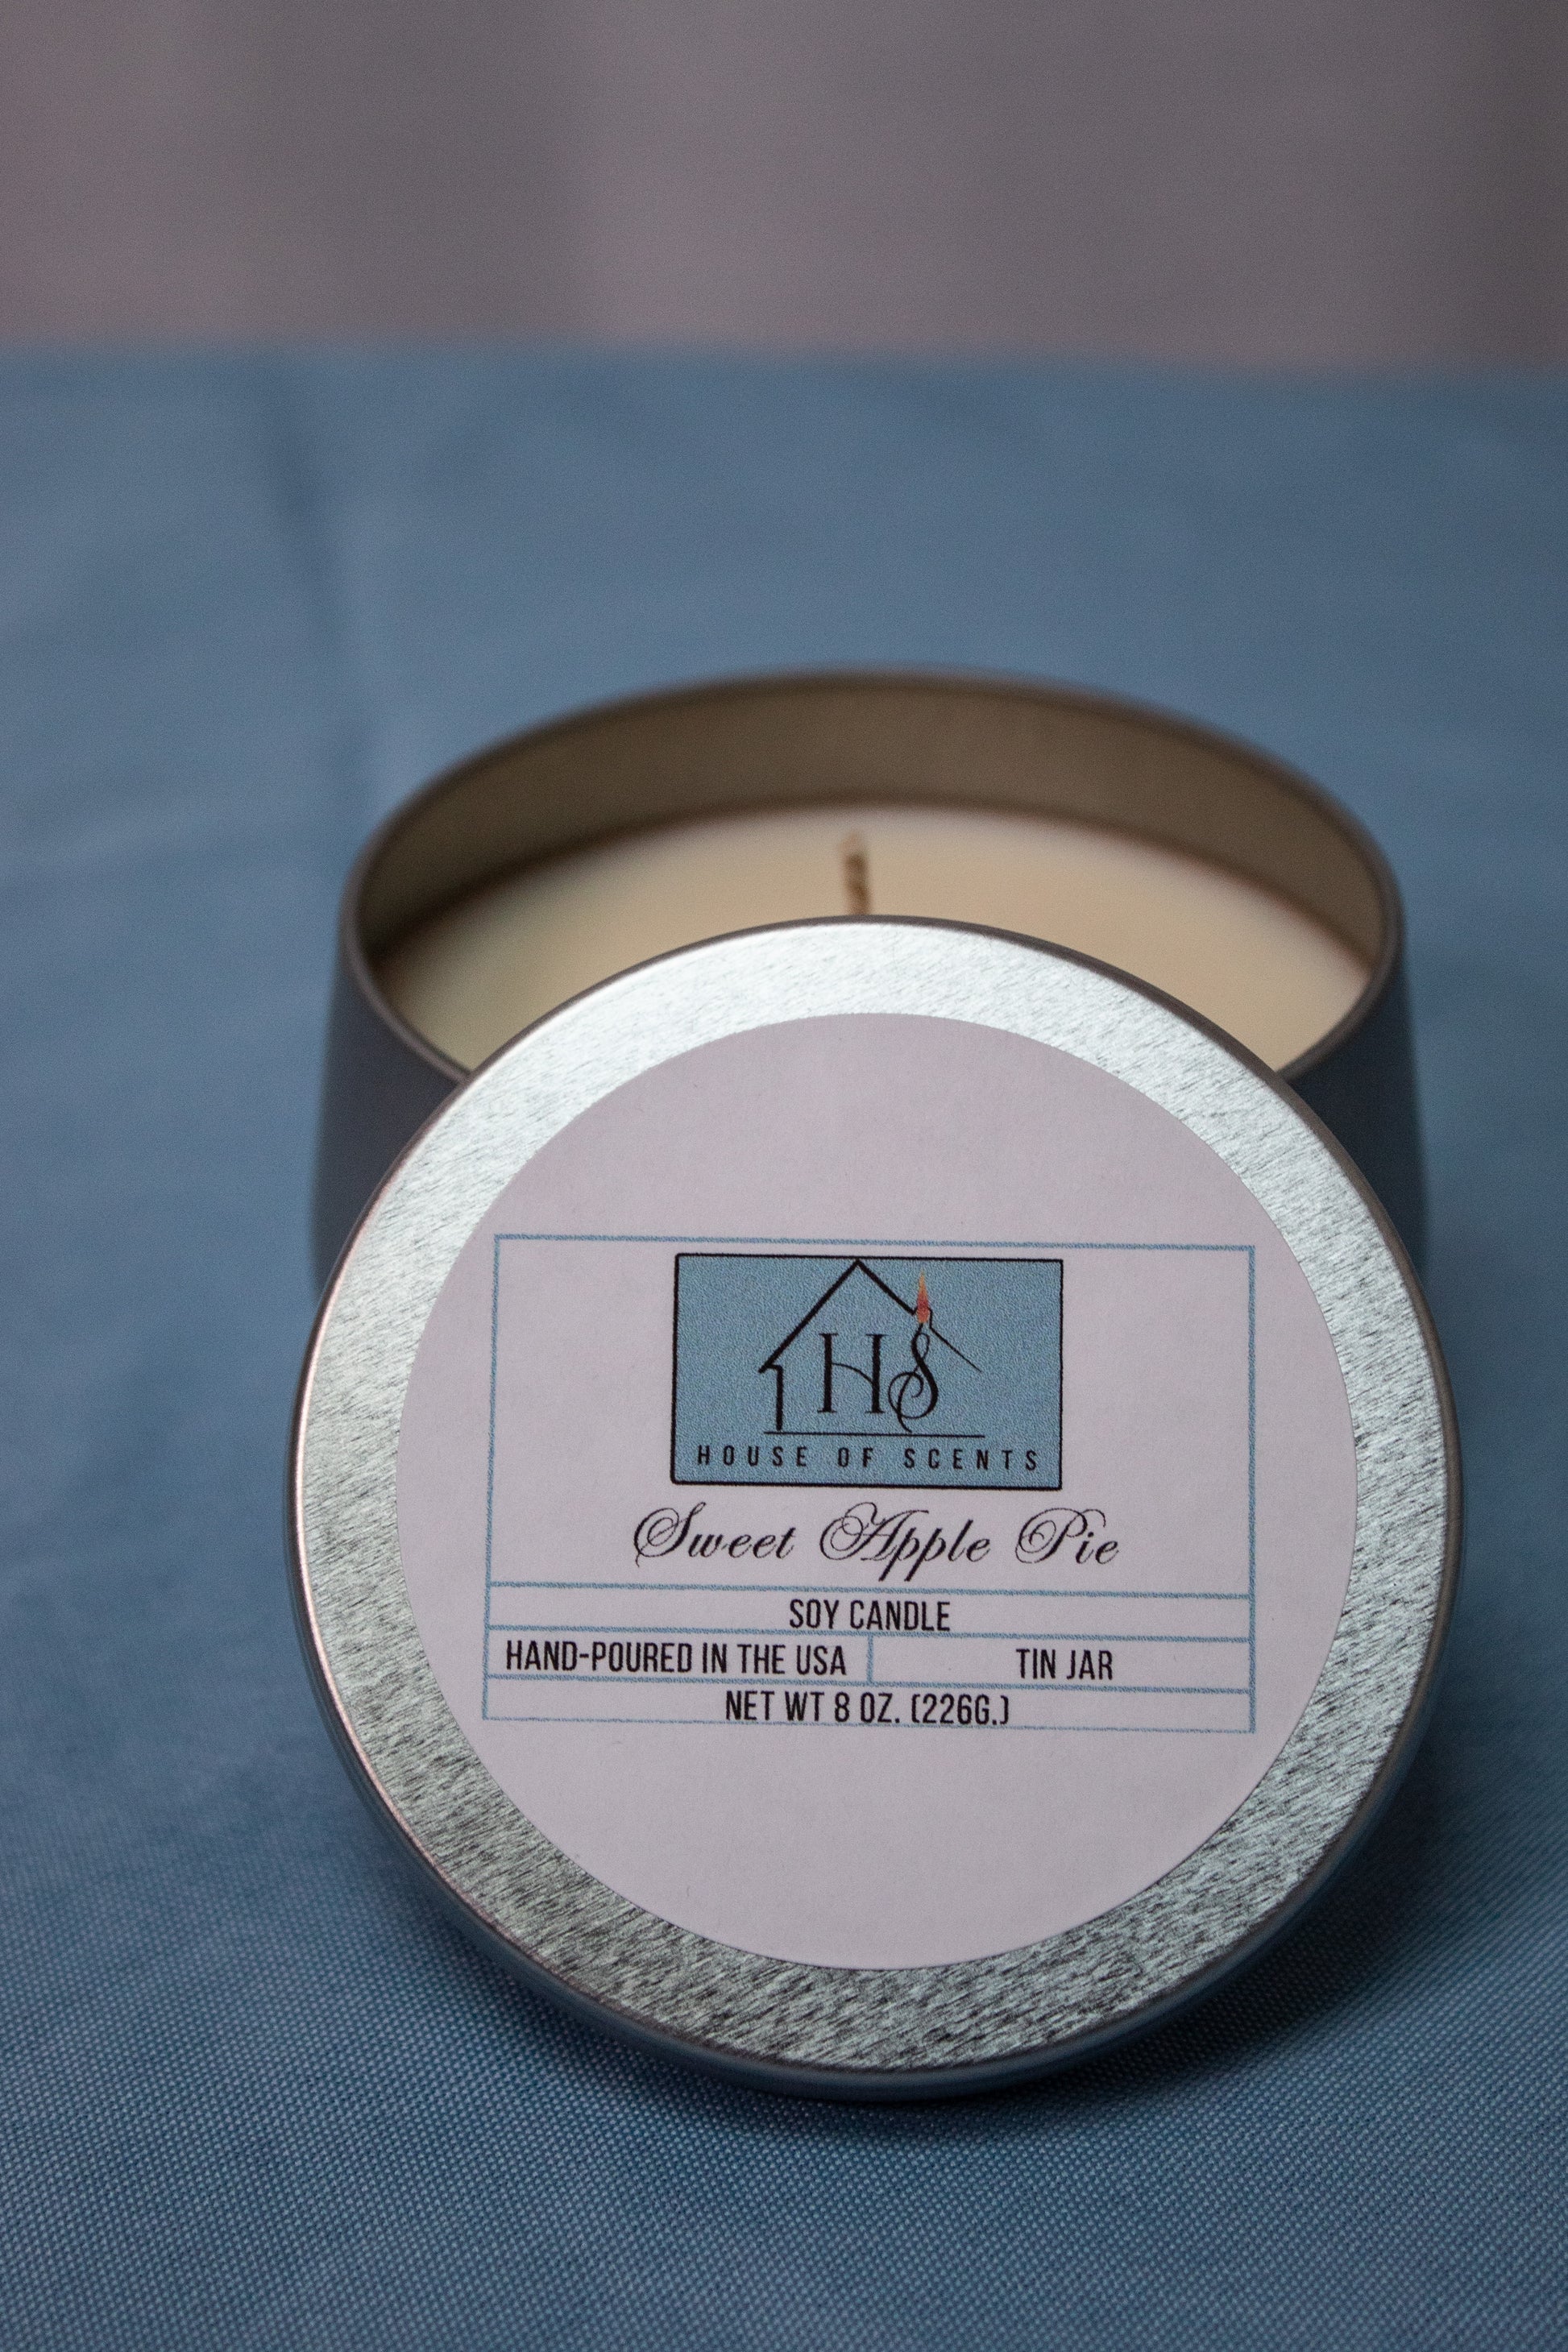 HS
HOUSE OF SCENTS
Sweet Apple Pie
SOY CANDLE
HAND-POURED IN THE USA TIN JAR
NET WT 8 OZ. (226G.)